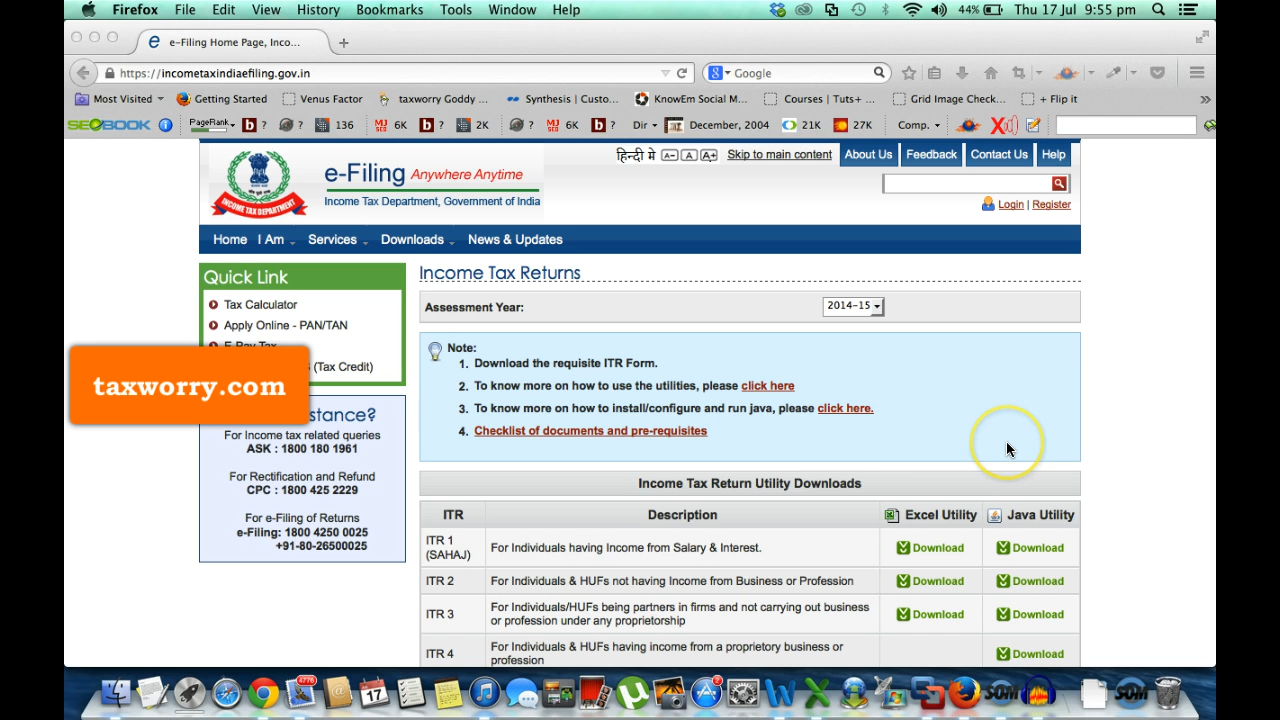 Firefox File Edit View History Bookmarks Tools Window Help 44% Thu 17 Jul 9:55 pm
e-Filing Home Page, Inco...
https://incometaxindiaefiling.gov.in Google
Most Visited Getting Started Venus Factor taxworry Goddy ... Synthesis | Custo... KnowEm Social M... Courses | Tuts+ ... Grid Image Check... + Flip it
SEOBOOK PageRank b ? ? 136 6K b ? 2K ? 6K b ? Dir December, 2004 21K 27K Comp.
हिन्दी मे A- A A+ Skip to main content About Us Feedback Contact Us Help
e-Filing Anywhere Anytime
Income Tax Department, Government of India
INCOME TAX DEPARTMENT
Login | Register
Home I Am Services Downloads News & Updates
Quick Link
Tax Calculator
Apply Online - PAN/TAN
E-Pay Tax
(Tax Credit)
taxworry.com
stance?
For Income tax related queries
ASK : 1800 180 1961
For Rectification and Refund
CPC : 1800 425 2229
For e-Filing of Returns
e-Filing: 1800 4250 0025
+91-80-26500025
Income Tax Returns
Assessment Year: 2014-15
Note:
1. Download the requisite ITR Form.
2. To know more on how to use the utilities, please click here
3. To know more on how to install/configure and run java, please click here.
4. Checklist of documents and pre-requisites
Income Tax Return Utility Downloads
ITR Description Excel Utility Java Utility
ITR 1
(SAHAJ) For Individuals having Income from Salary & Interest. Download Download
ITR 2 For Individuals & HUFs not having Income from Business or Profession Download Download
ITR 3 For Individuals/HUFs being partners in firms and not carrying out business
or profession under any proprietorship Download Download
ITR 4 For Individuals & HUFs having income from a proprietary business or
profession Download
4776
17
SOM SOM